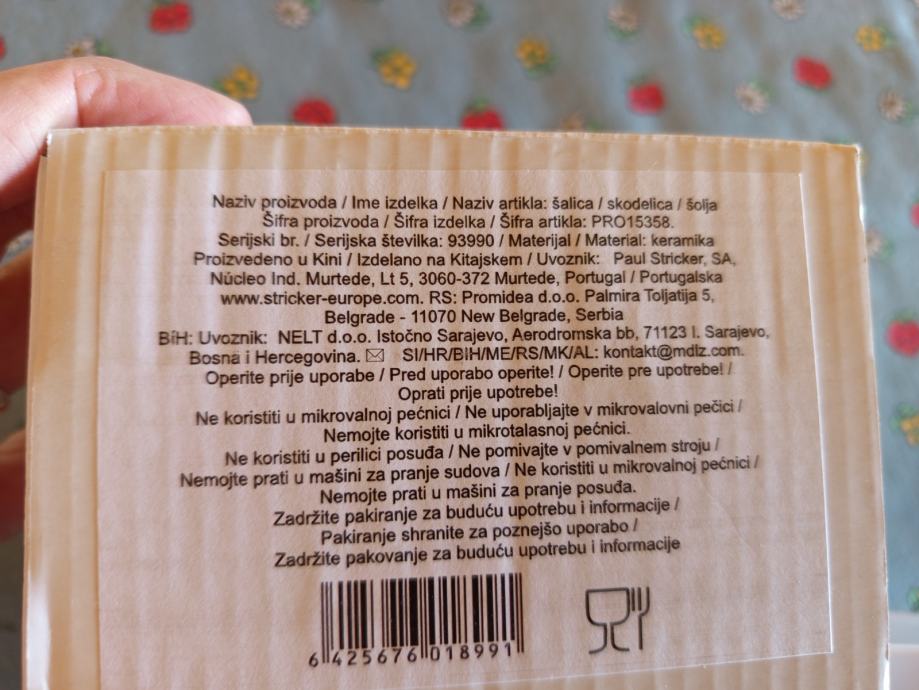 Naziv proizvoda / Ime izdelka / Naziv artikla: šalica / skodelica / šolja
Šifra proizvoda / Šifra izdelka / Šifra artikla: PRO15358.
Serijski br. / Serijska številka: 93990 / Materijal / Material: keramika
Proizvedeno u Kini / Izdelano na Kitajskem / Uvoznik: Paul Stricker, SA,
Núcleo Ind. Murtede, Lt 5, 3060-372 Murtede, Portugal / Portugalska
www.stricker-europe.com. RS: Promidea d.o.o. Palmira Toljatija 5,
Belgrade - 11070 New Belgrade, Serbia
BiH: Uvoznik: NELT d.o.o. Istočno Sarajevo, Aerodromska bb, 71123 I. Sarajevo,
Bosna i Hercegovina. SI/HR/BIH/ME/RS/MK/AL: kontakt@mdlz.com.
Operite prije uporabe / Pred uporabo operite! / Operite pre upotrebe! /
Oprati prije upotrebe!
Ne koristiti u mikrovalnoj pećnici / Ne uporabljajte v mikrovalovni pečici /
Nemojte koristiti u mikrotalasnoj pećnici.
Ne koristiti u perilici posuđa / Ne pomivajte v pomivalnem stroju /
Nemojte prati u mašini za pranje sudova / Ne koristiti u mikrovalnoj pećnici /
Nemojte prati u mašini za pranje posuđa.
Zadržite pakiranje za buduću upotrebu i informacije /
Pakiranje shranite za poznejšo uporabo /
Zadržite pakovanje za buduću upotrebu i informacije
6 425676 018991